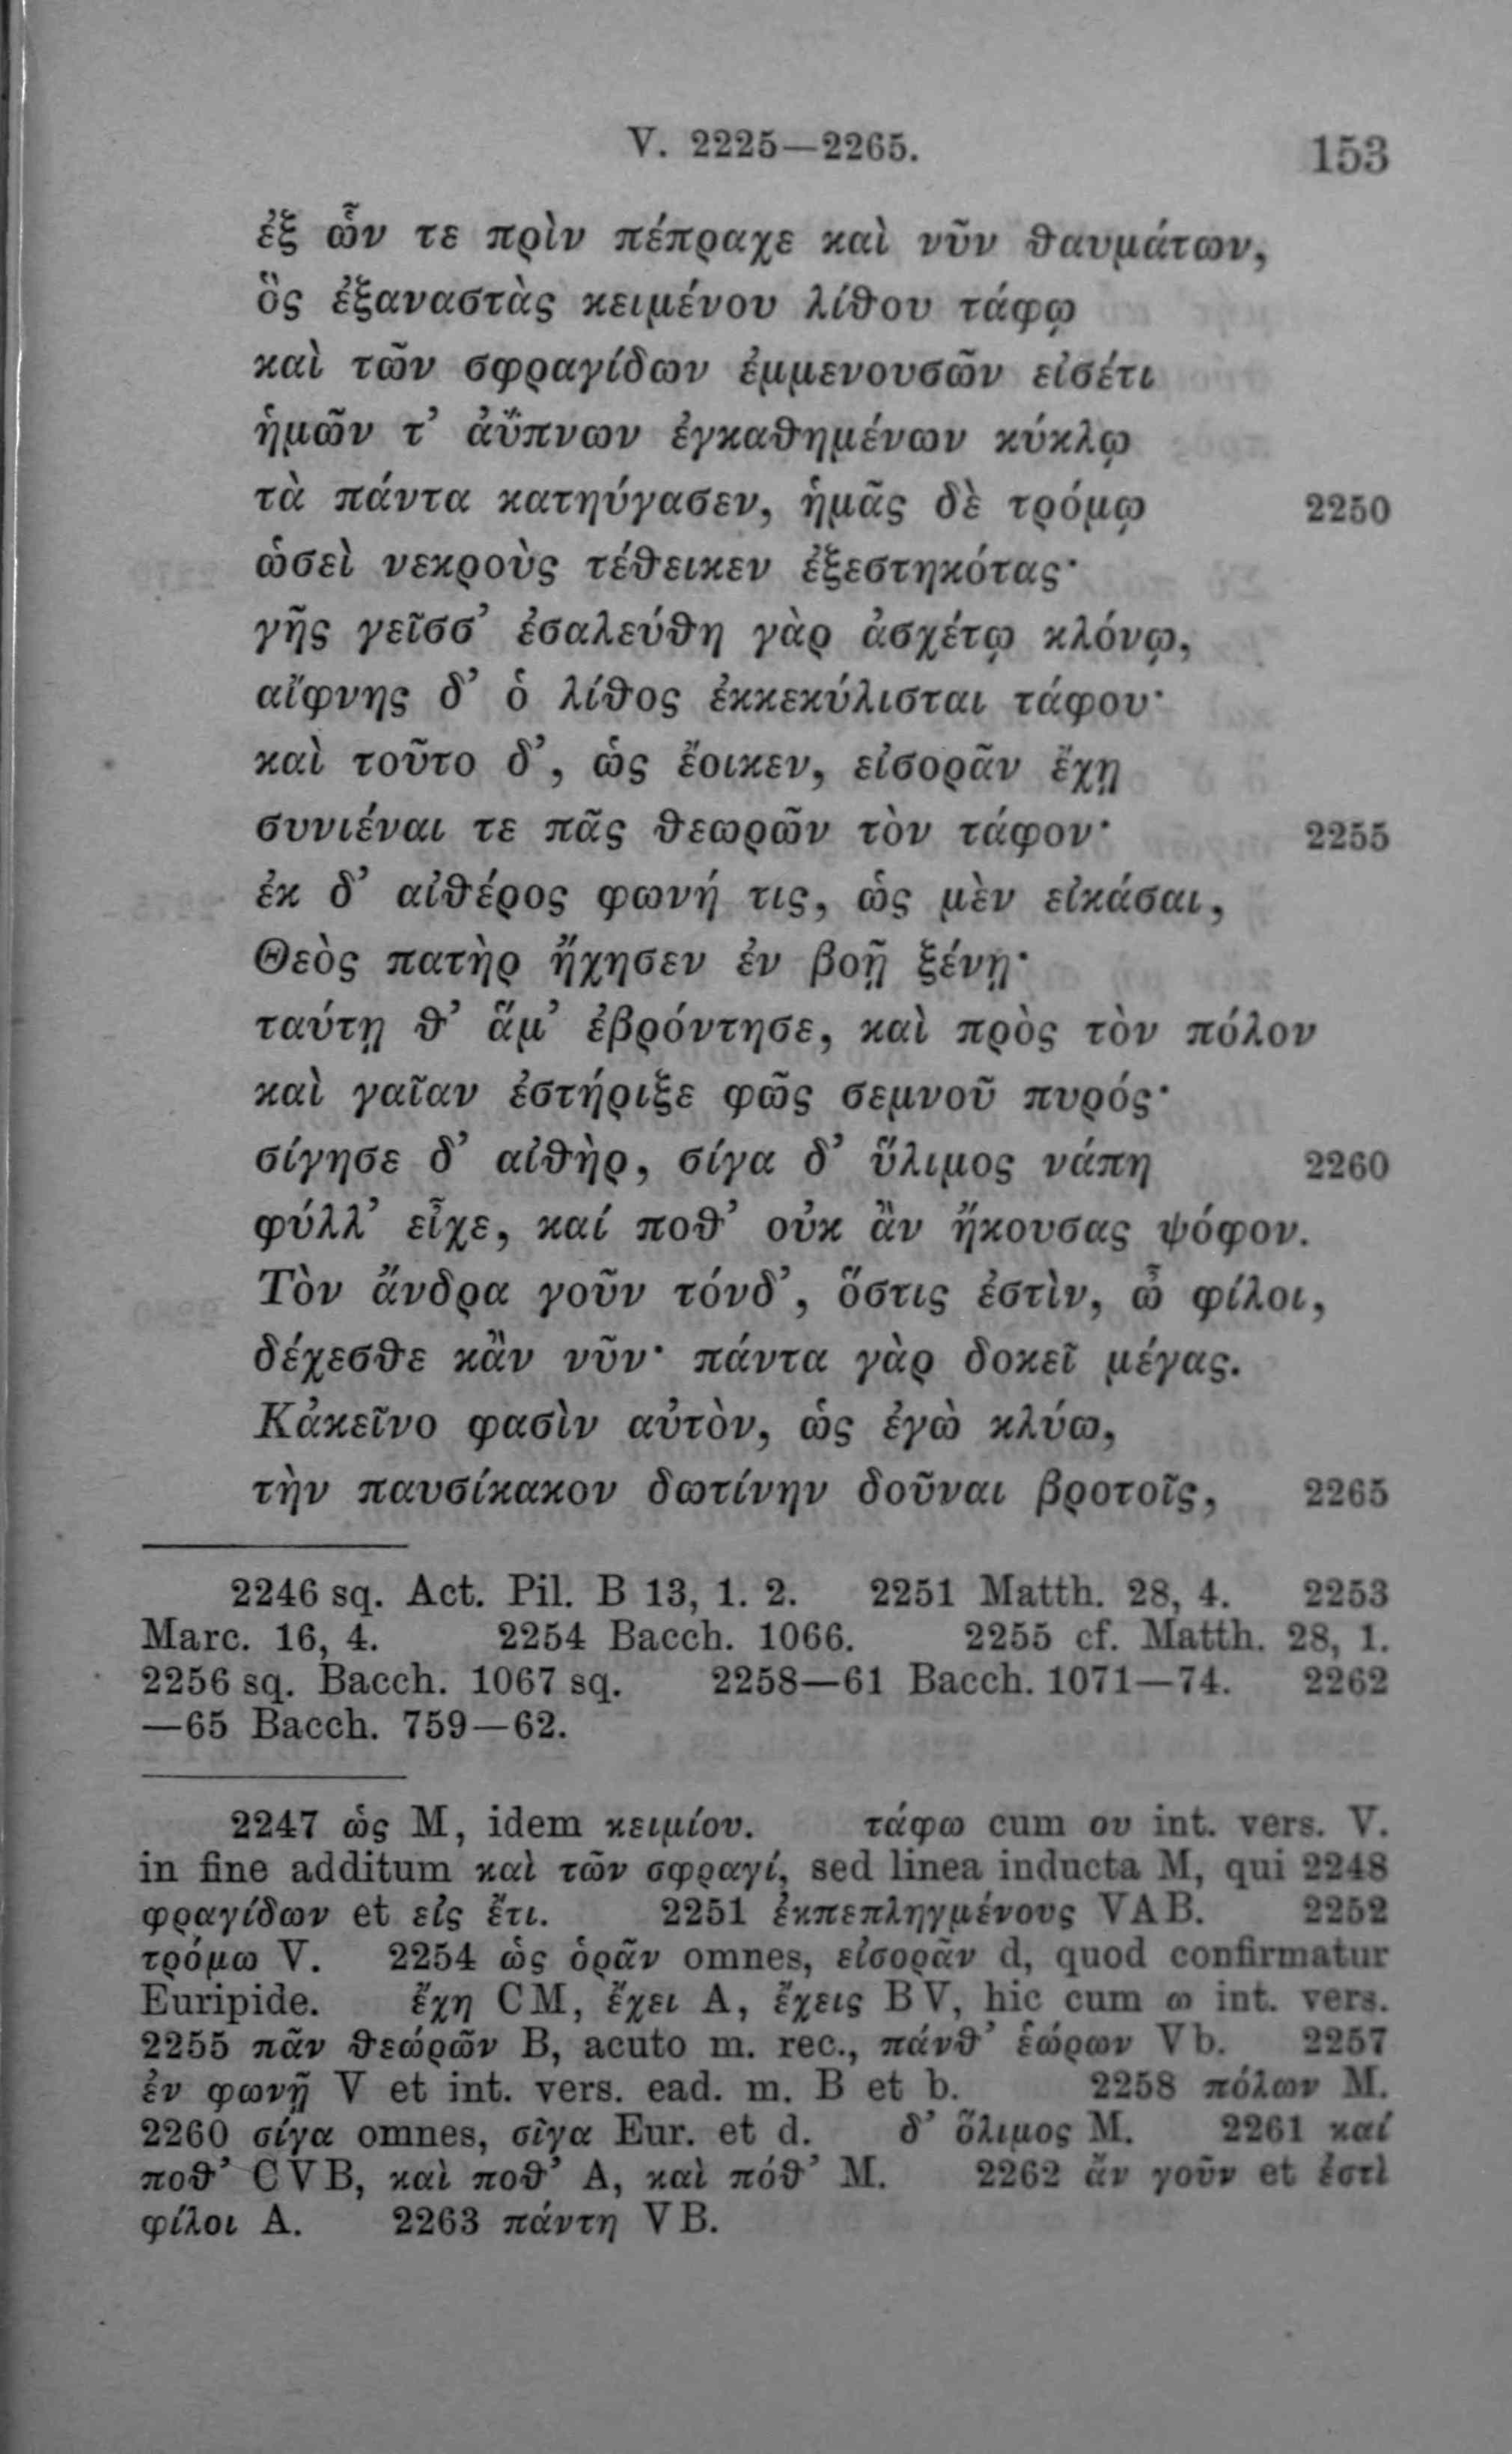 V. 2225—2265. 153
ἐξ ὧν τε πρὶν πέπραχε καὶ νῦν θαυμάτων,
ὃς ἐξαναστὰς κειμένου λίθου τάφῳ
καὶ τῶν σφραγίδων ἐμμενουσῶν εἰσέτι
ἡμῶν τ’ ἀΰπνων ἐγκαθημένων κύκλῳ
τὰ πάντα κατηύγασεν, ἡμᾶς δὲ τρόμῳ 2250
ὡσεὶ νεκροὺς τέθεικεν ἐξεστηκότας·
γῆς γεῖσσ’ ἐσαλεύθη γὰρ ἀσχέτῳ κλόνῳ,
αἴφνης δ’ ὁ λίθος ἐκκεκύλισται τάφου·
καὶ τοῦτο δ’, ὡς ἔοικεν, εἰσορᾶν ἔχῃ
συνιέναι τε πᾶς θεωρῶν τὸν τάφον· 2255
ἐκ δ’ αἰθέρος φωνή τις, ὡς μὲν εἰκάσαι,
Θεὸς πατὴρ ἤχησεν ἐν βοῇ ξένῃ·
ταύτῃ θ’ ἅμ’ ἐβρόντησε, καὶ πρὸς τὸν πόλον
καὶ γαῖαν ἐστήριξε φῶς σεμνοῦ πυρός·
σίγησε δ’ αἰθὴρ, σίγα δ’ ὕλιμος νάπη 2260
φύλλ’ εἶχε, καί ποθ’ οὐκ ἂν ἤκουσας ψόφον.
Τὸν ἄνδρα γοῦν τόνδ’, ὅστις ἐστὶν, ὦ φίλοι,
δέχεσθε κἂν νῦν· πάντα γὰρ δοκεῖ μέγας.
Κἀκεῖνο φασὶν αὐτὸν, ὡς ἐγὼ κλύω,
τὴν παυσίκακον δωτίνην δοῦναι βροτοῖς, 2265
2246 sq. Act. Pil. B 13, 1. 2. 2251 Matth. 28, 4. 2253
Marc. 16, 4. 2254 Bacch. 1066. 2255 cf. Matth. 28, 1.
2256 sq. Bacch. 1067 sq. 2258—61 Bacch. 1071—74. 2262
—65 Bacch. 759—62.
2247 ὡς M, idem κειμίου. τάφω cum ου int. vers. V.
in fine additum καὶ τῶν σφραγί, sed linea inducta M, qui 2248
φραγίδων et εἰς ἔτι. 2251 ἐκπεπληγμένους VAB. 2252
τρόμω V. 2254 ὡς ὁρᾶν omnes, εἰσορᾶν d, quod confirmatur
Euripide. ἔχη CM, ἔχει A, ἔχεις BV, hic cum ω int. vers.
2255 πᾶν θεώρῶν B, acuto m. rec., πάνθ’ ἑώρων Vb. 2257
ἐν φωνῇ V et int. vers. ead. m. B et b. 2258 πόλων M.
2260 σίγα omnes, σῖγα Eur. et d. δ’ ὅλιμος M. 2261 καί
ποθ’ CVB, καὶ ποθ’ A, καὶ πόθ’ M. 2262 ἄν γοῦν et ἐστὶ
φίλοι A. 2263 πάντη VB.